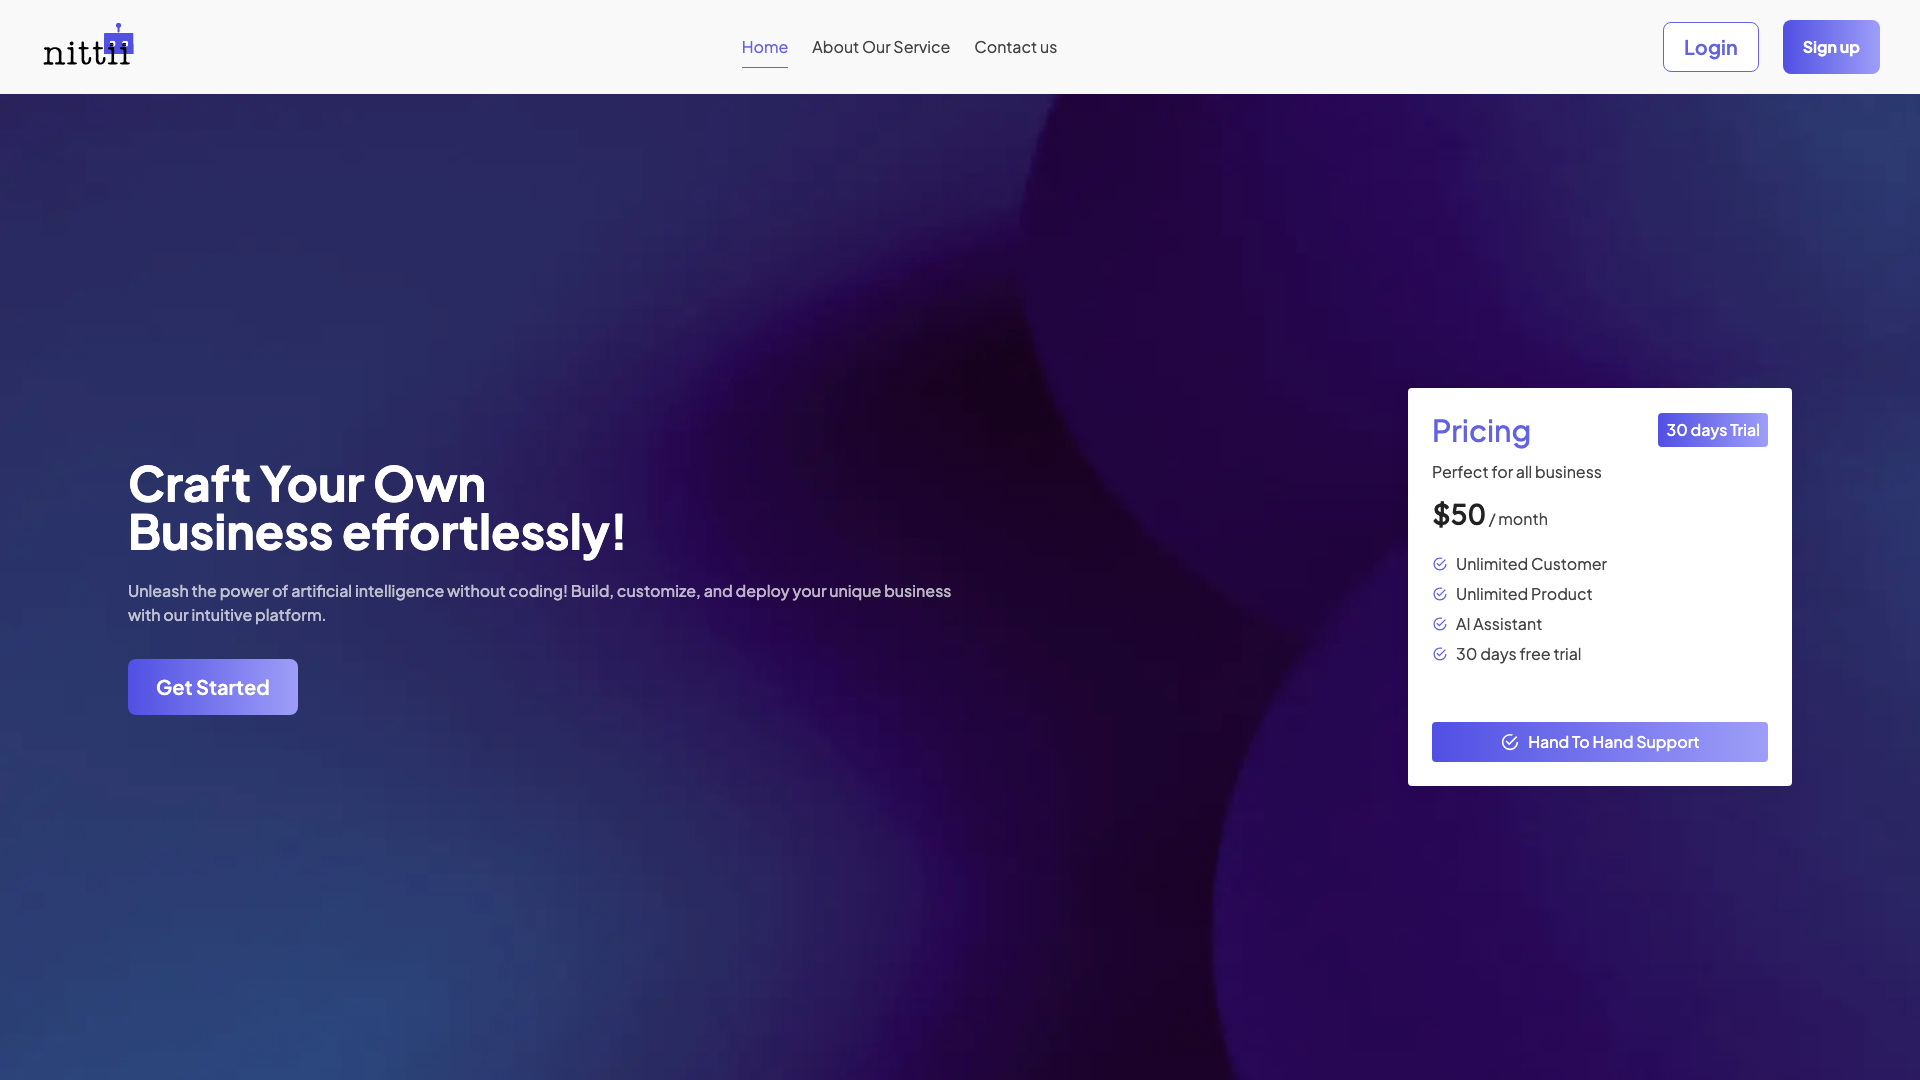 nittii
Home
About Our Service
Contact us
Login
Sign up
Craft Your Own
Business effortlessly!
Unleash the power of artificial intelligence without coding! Build, customize, and deploy your unique business
with our intuitive platform.
Get Started
Pricing
30 days Trial
Perfect for all business
$50 / month
Unlimited Customer
Unlimited Product
AI Assistant
30 days free trial
Hand To Hand Support